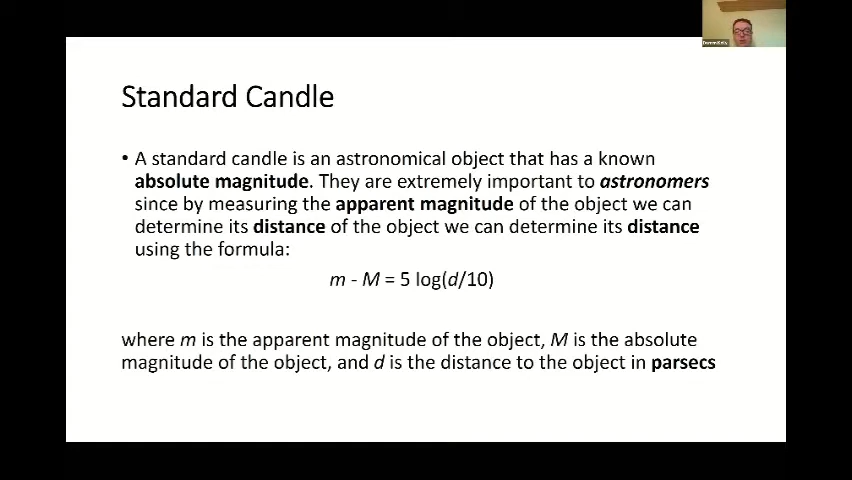 Standard Candle
• A standard candle is an astronomical object that has a known
absolute magnitude. They are extremely important to astronomers
since by measuring the apparent magnitude of the object we can
determine its distance of the object we can determine its distance
using the formula:
m - M = 5 log(d/10)
where m is the apparent magnitude of the object, M is the absolute
magnitude of the object, and d is the distance to the object in parsecs